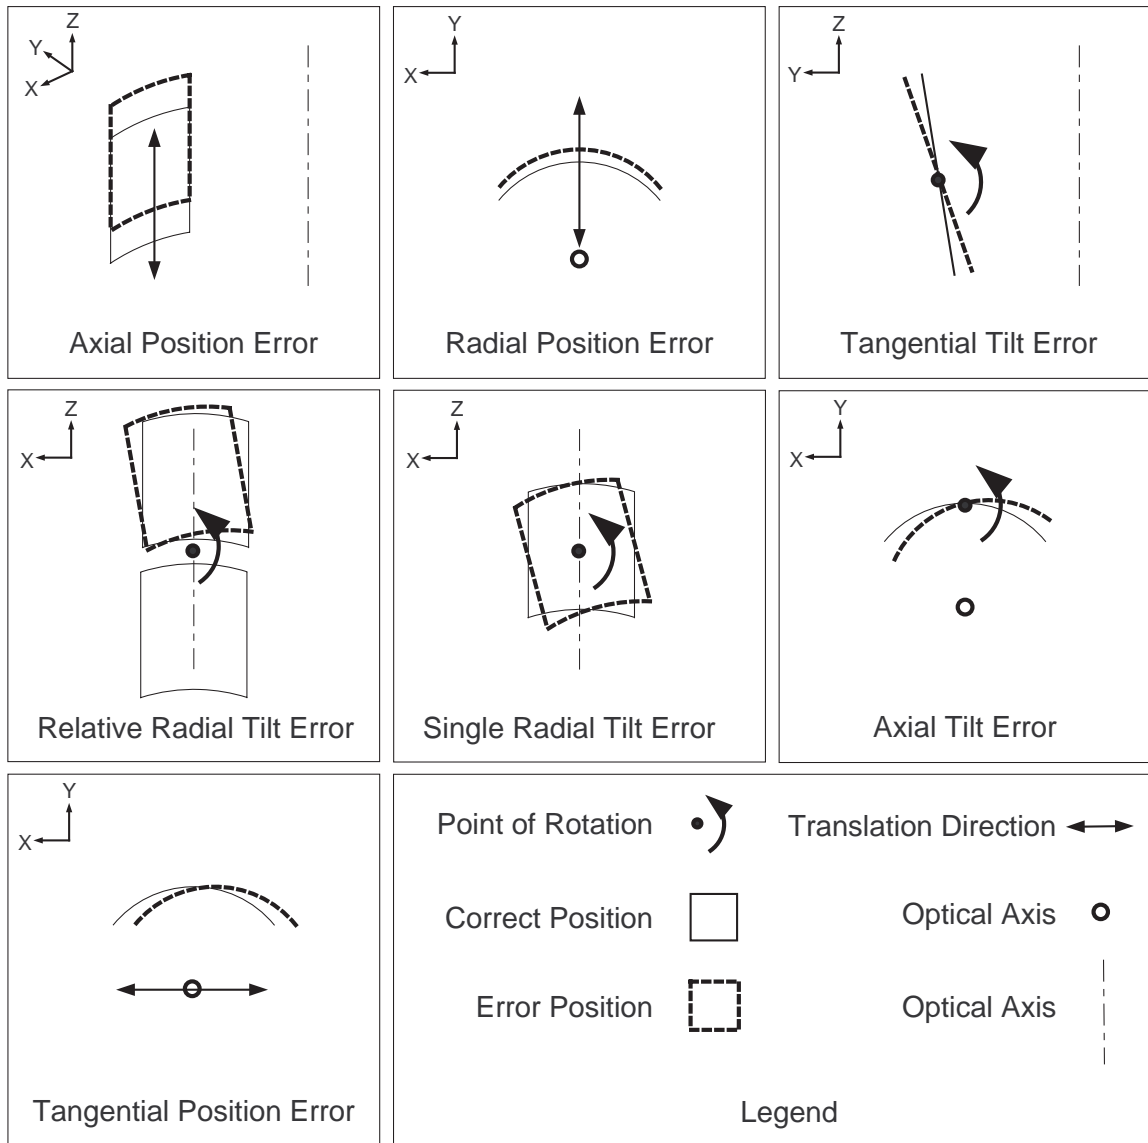 Z
Y
X
Axial Position Error
Y
X
Radial Position Error
Z
Y
Tangential Tilt Error
Z
X
Relative Radial Tilt Error
Z
X
Single Radial Tilt Error
Y
X
Axial Tilt Error
Y
X
Tangential Position Error
Point of Rotation
Translation Direction
Correct Position
Optical Axis
Error Position
Optical Axis
Legend